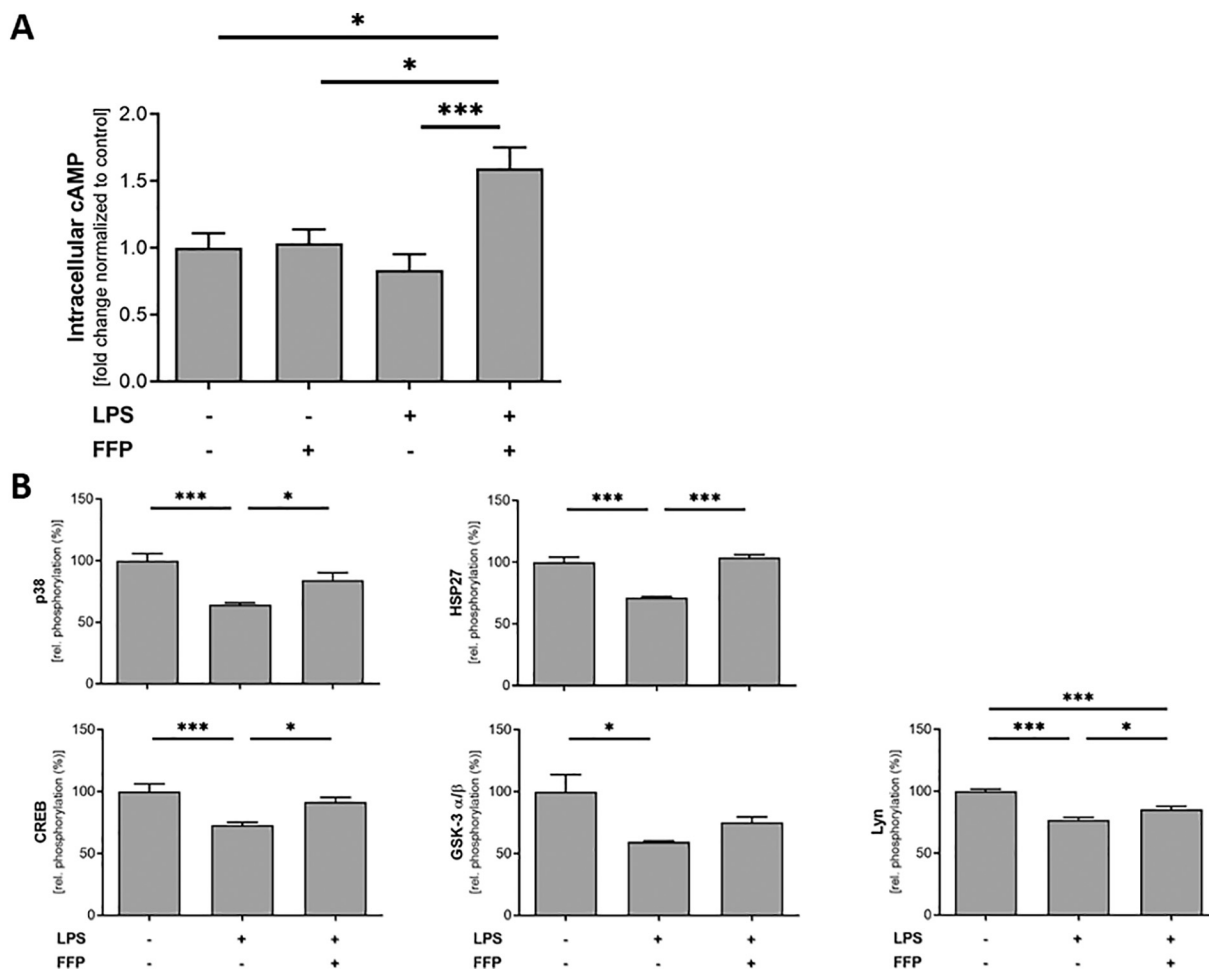 A
*
*
***
Intracellular cAMP
[fold change normalized to control]
2.0
1.5
1.0
0.5
0.0
LPS - - + +
FFP - + - +
B
p38
[rel. phosphorylation (%)]
150
100
50
0
*** *
HSP27
[rel. phosphorylation (%)]
150
100
50
0
*** ***
CREB
[rel. phosphorylation (%)]
150
100
50
0
*** *
LPS - + +
FFP - - +
GSK-3 α/β
[rel. phosphorylation (%)]
150
100
50
0
*
LPS - + +
FFP - - +
Lyn
[rel. phosphorylation (%)]
150
100
50
0
***
*** *
LPS - + +
FFP - - +